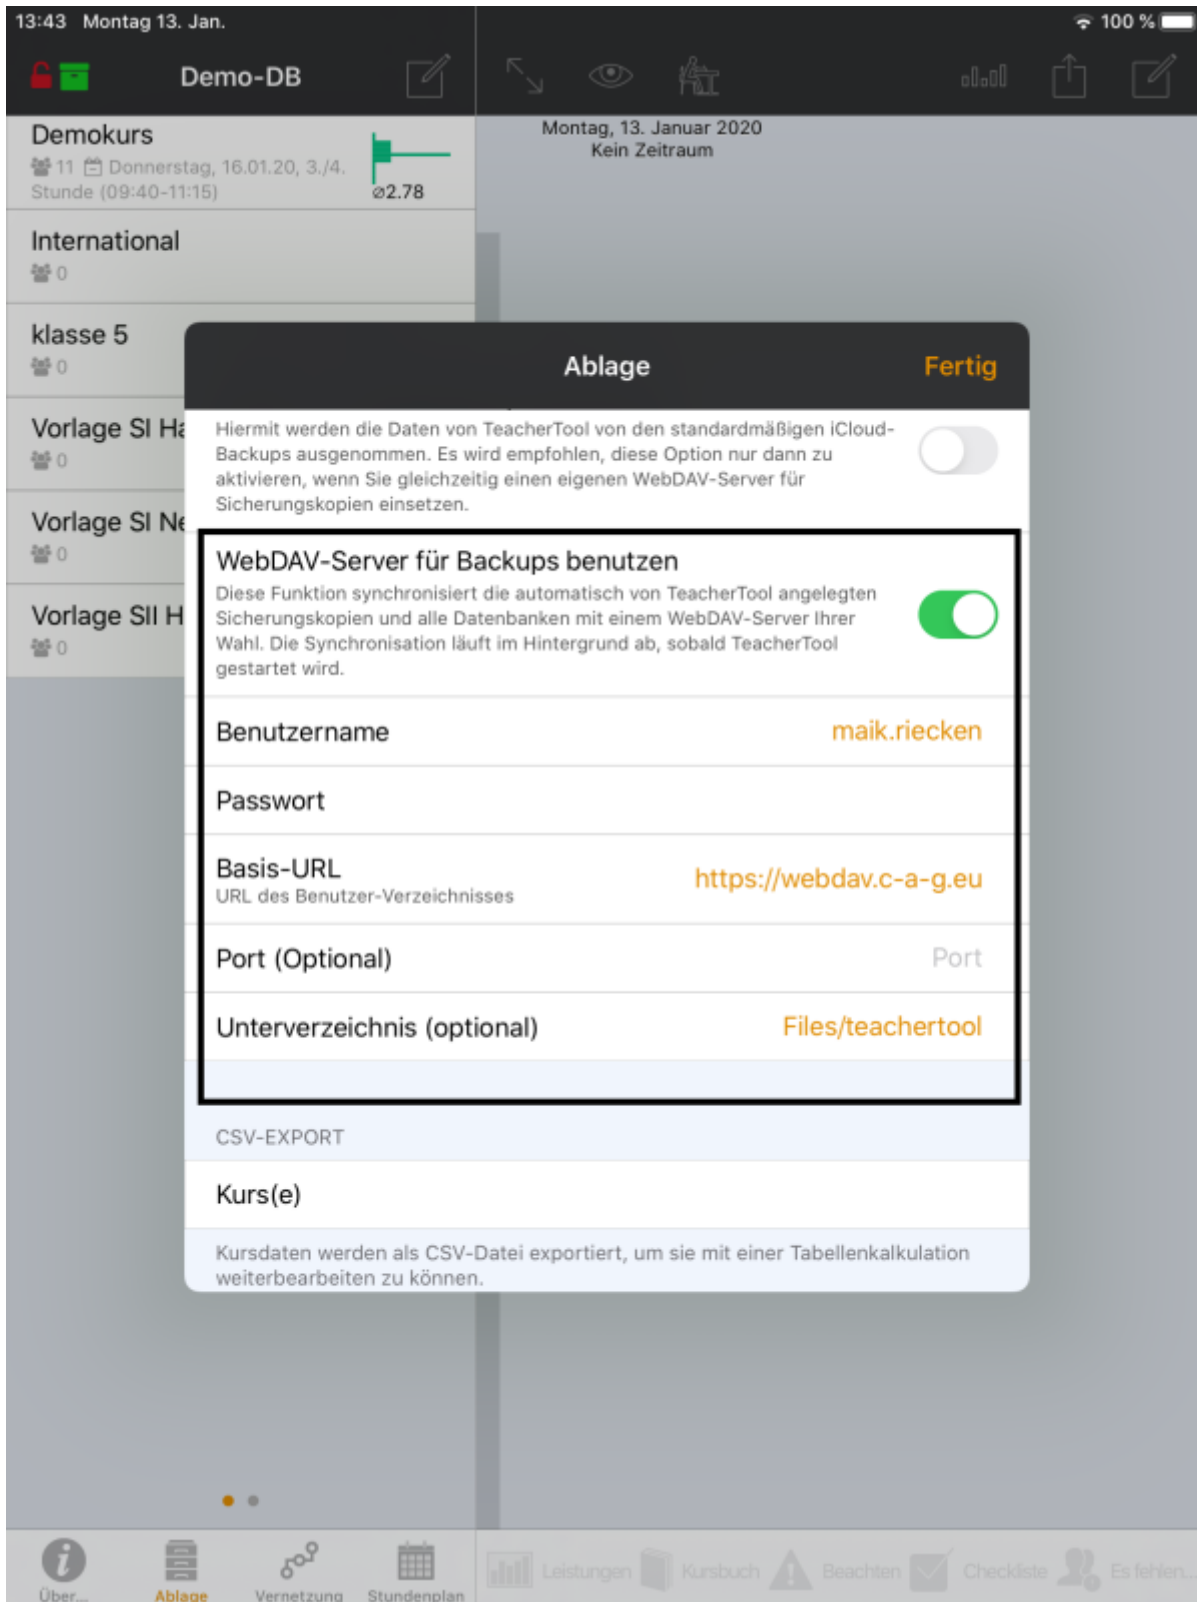 13:43 Montag 13. Jan.
100 %
Demo-DB
Demokurs
11 Donnerstag, 16.01.20, 3./4.
Stunde (09:40-11:15)
⌀2.78
International
0
klasse 5
0
Vorlage SI Ha
0
Vorlage SI Ne
0
Vorlage SII H
0
Montag, 13. Januar 2020
Kein Zeitraum
Ablage
Fertig
Hiermit werden die Daten von TeacherTool von den standardmäßigen iCloud-
Backups ausgenommen. Es wird empfohlen, diese Option nur dann zu
aktivieren, wenn Sie gleichzeitig einen eigenen WebDAV-Server für
Sicherungskopien einsetzen.
WebDAV-Server für Backups benutzen
Diese Funktion synchronisiert die automatisch von TeacherTool angelegten
Sicherungskopien und alle Datenbanken mit einem WebDAV-Server Ihrer
Wahl. Die Synchronisation läuft im Hintergrund ab, sobald TeacherTool
gestartet wird.
Benutzername
maik.riecken
Passwort
Basis-URL
URL des Benutzer-Verzeichnisses
https://webdav.c-a-g.eu
Port (Optional)
Port
Unterverzeichnis (optional)
Files/teachertool
CSV-EXPORT
Kurs(e)
Kursdaten werden als CSV-Datei exportiert, um sie mit einer Tabellenkalkulation
weiterbearbeiten zu können.
Über...
Ablage
Vernetzung
Stundenplan
Leistungen
Kursbuch
Beachten
Checkliste
Es fehlen...